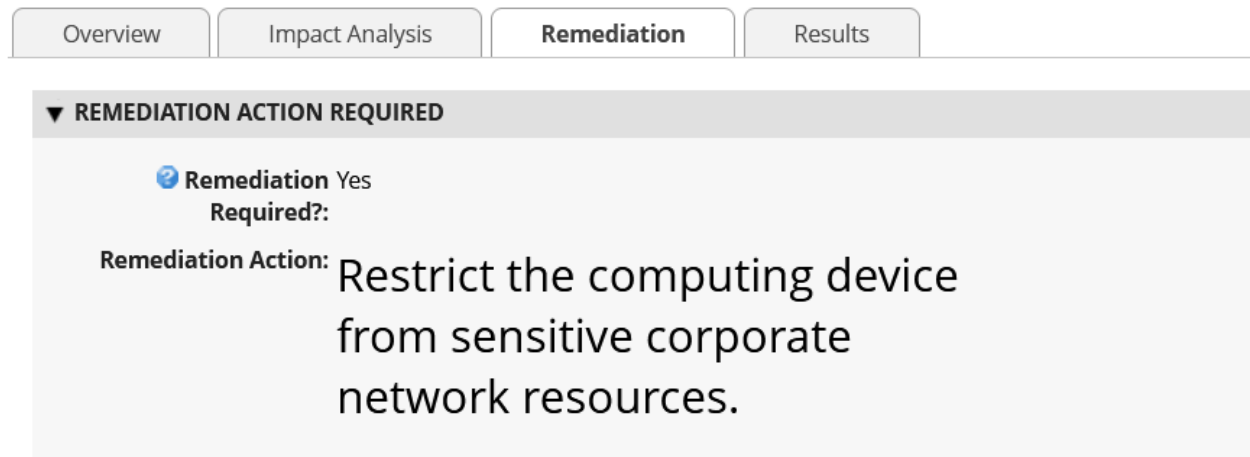 Overview Impact Analysis Remediation Results
▼ REMEDIATION ACTION REQUIRED
? Remediation Yes
Required?:
Remediation Action: Restrict the computing device
from sensitive corporate
network resources.